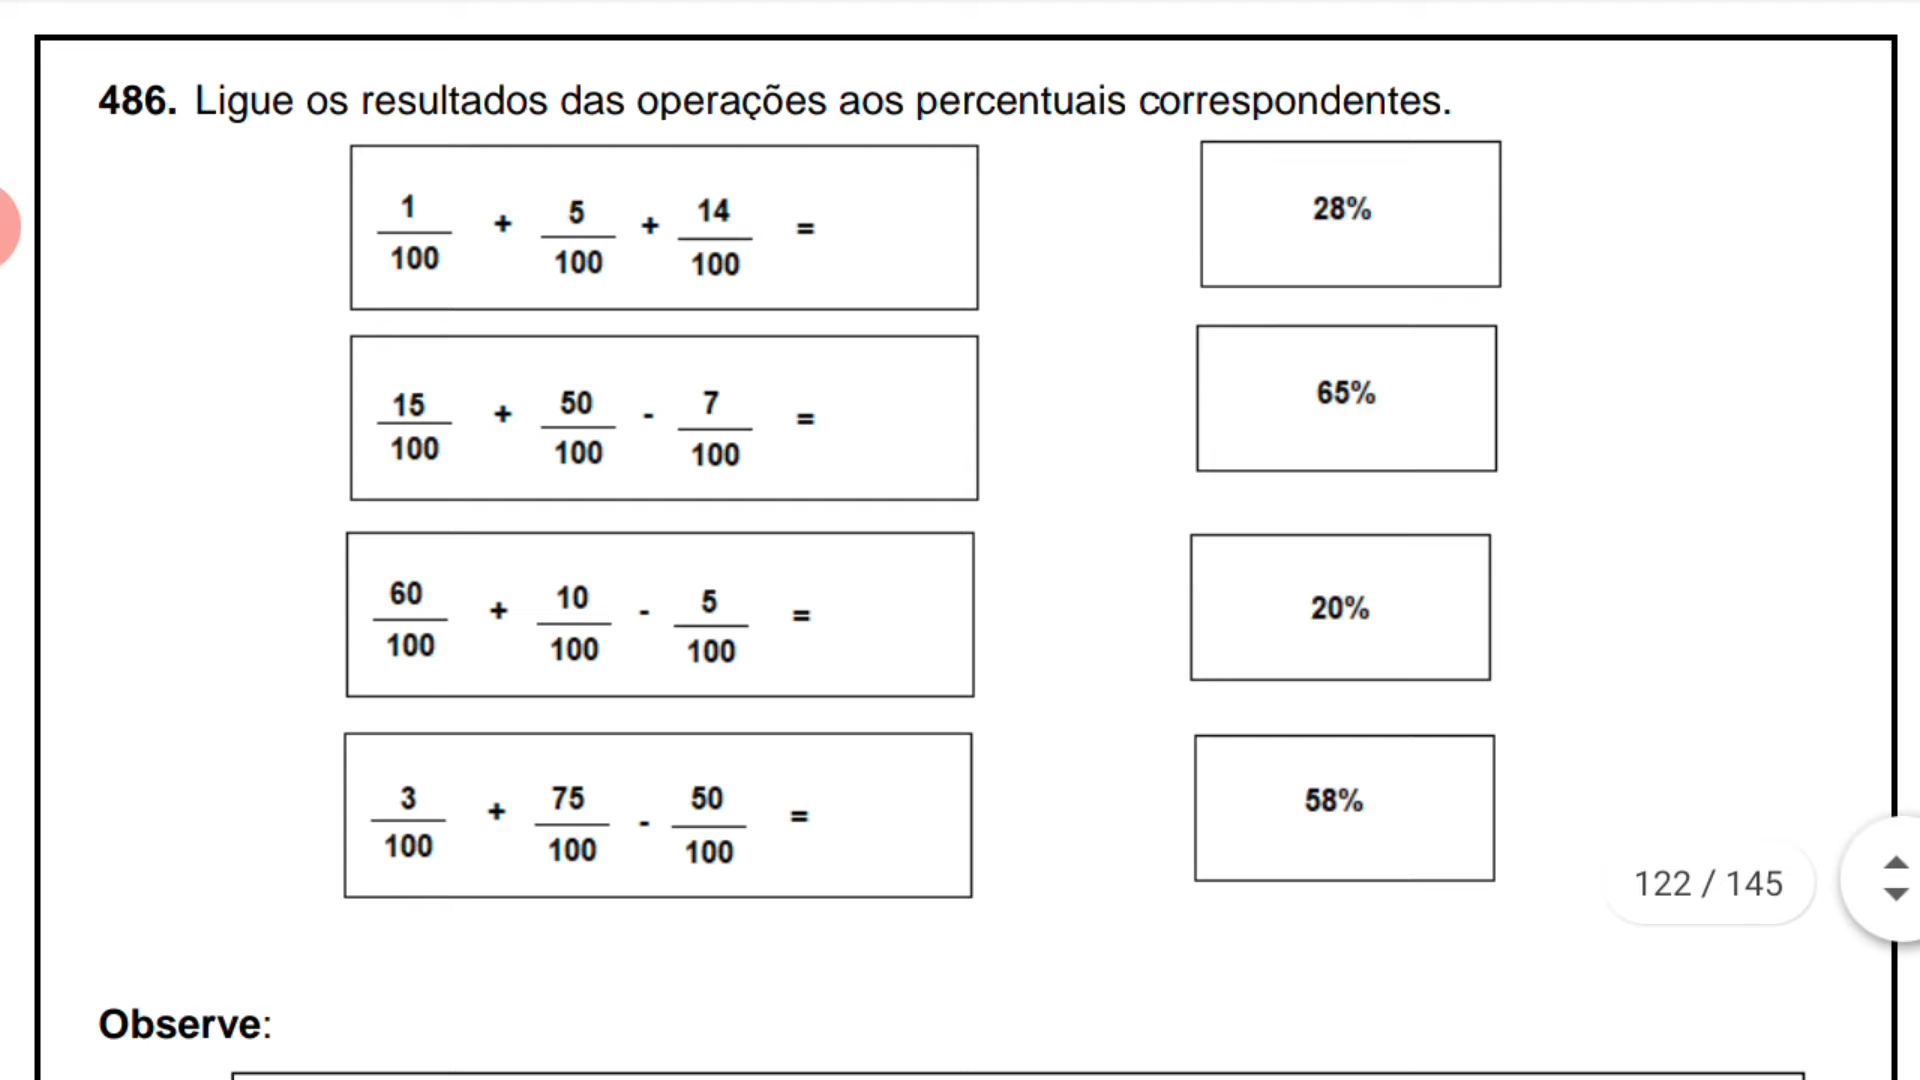 486. Ligue os resultados das operações aos percentuais correspondentes.
1/100 + 5/100 + 14/100 =
28%
15/100 + 50/100 - 7/100 =
65%
60/100 + 10/100 - 5/100 =
20%
3/100 + 75/100 - 50/100 =
58%
122 / 145
Observe: